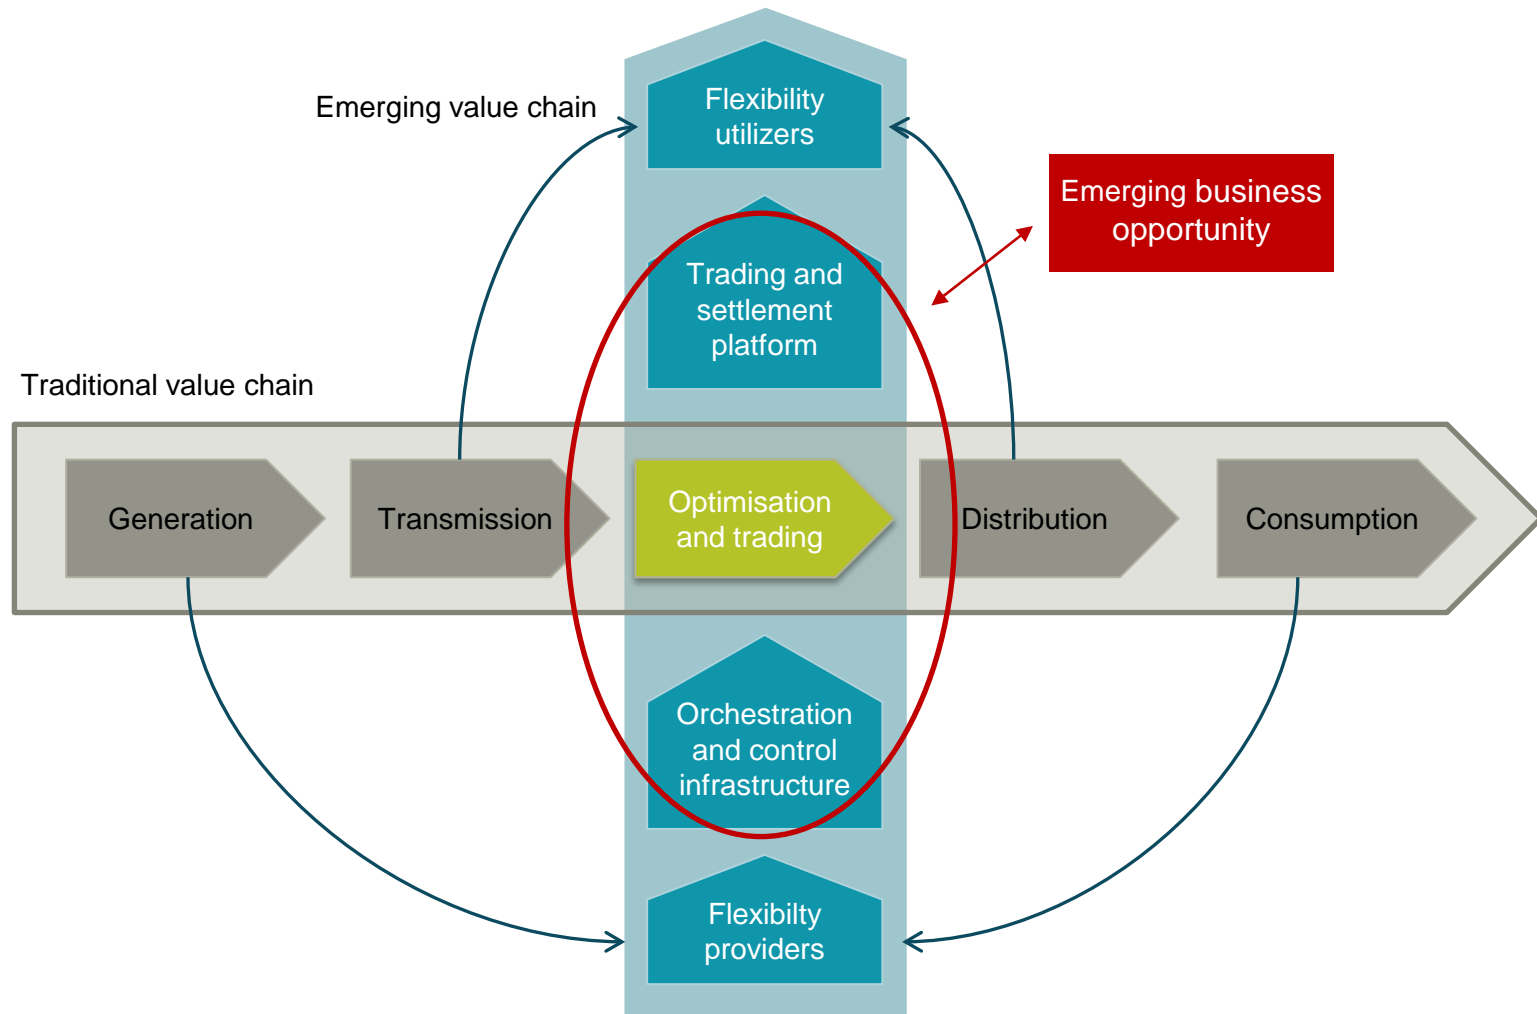 Flexibility
utilizers
Emerging value chain
Emerging business
opportunity
Trading and
settlement
platform
Traditional value chain
Generation
Transmission
Optimisation
and trading
Distribution
Consumption
Orchestration
and control
infrastructure
Flexibilty
providers